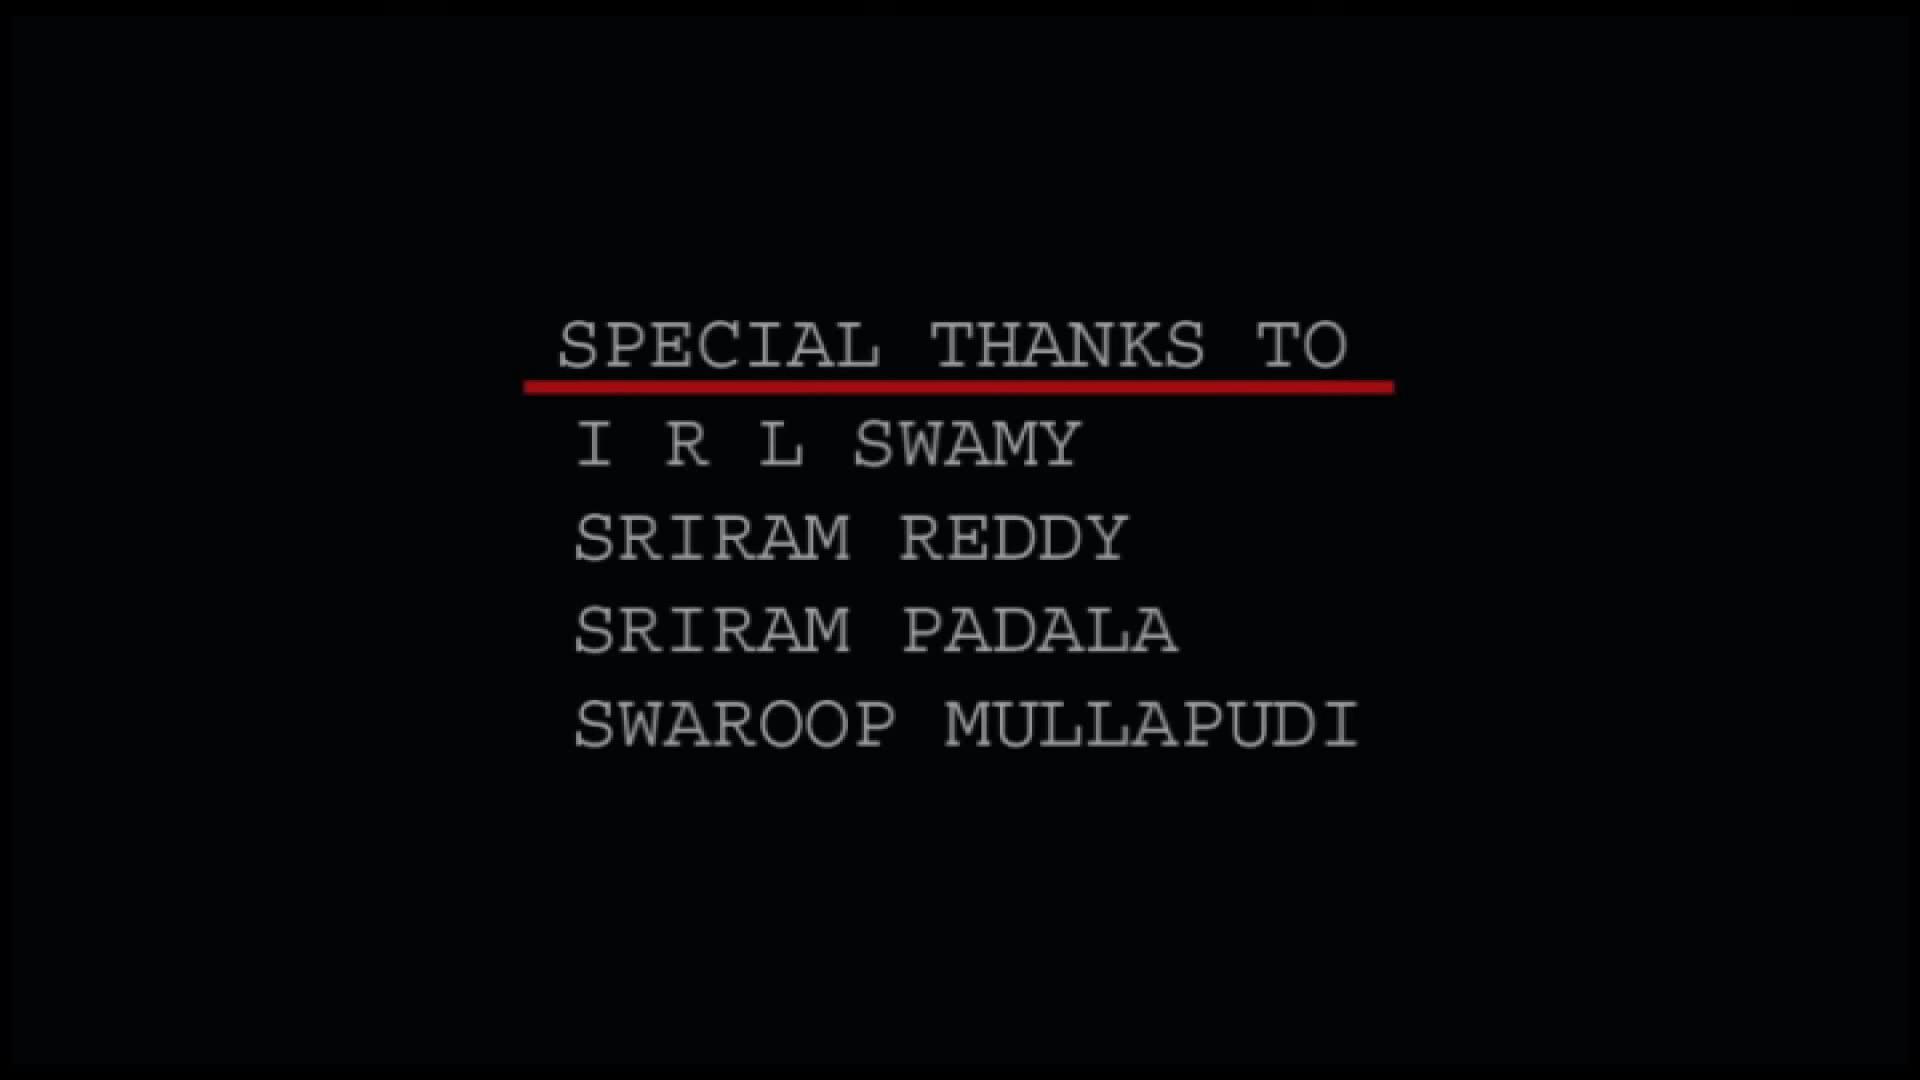 SPECIAL THANKS TO
I R L SWAMY
SRIRAM REDDY
SRIRAM PADALA
SWAROOP MULLAPUDI